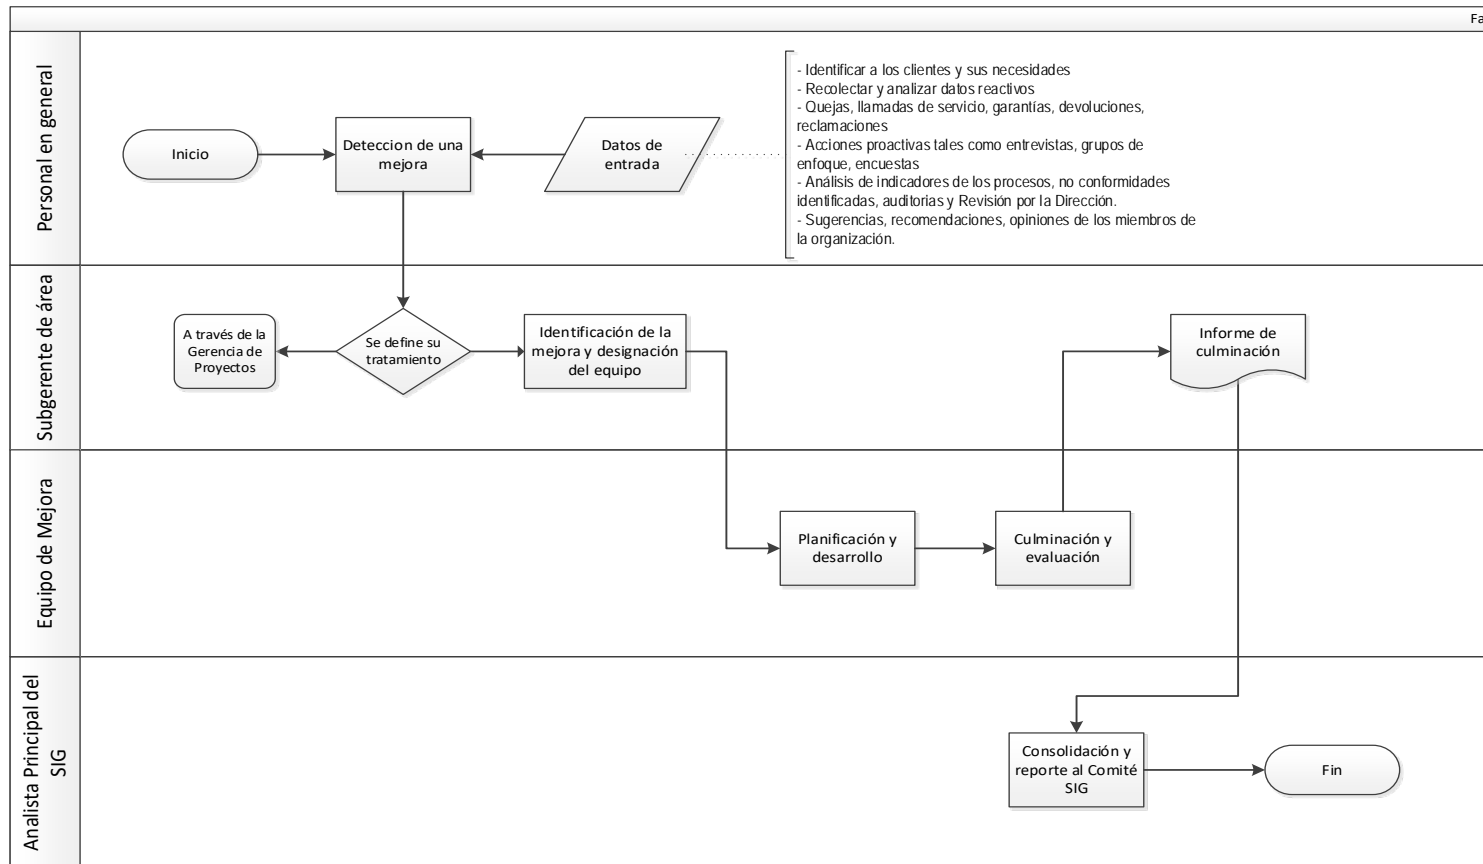 Fa
Personal en general
Inicio
Deteccion de una
mejora
Datos de
entrada
- Identificar a los clientes y sus necesidades
- Recolectar y analizar datos reactivos
- Quejas, llamadas de servicio, garantías, devoluciones,
reclamaciones
- Acciones proactivas tales como entrevistas, grupos de
enfoque, encuestas
- Análisis de indicadores de los procesos, no conformidades
identificadas, auditorias y Revisión por la Dirección.
- Sugerencias, recomendaciones, opiniones de los miembros de
la organización.
Subgerente de área
A través de la
Gerencia de
Proyectos
Se define su
tratamiento
Identificación de la
mejora y designación
del equipo
Informe de
culminación
Equipo de Mejora
Planificación y
desarrollo
Culminación y
evaluación
Analista Principal del
SIG
Consolidación y
reporte al Comité
SIG
Fin